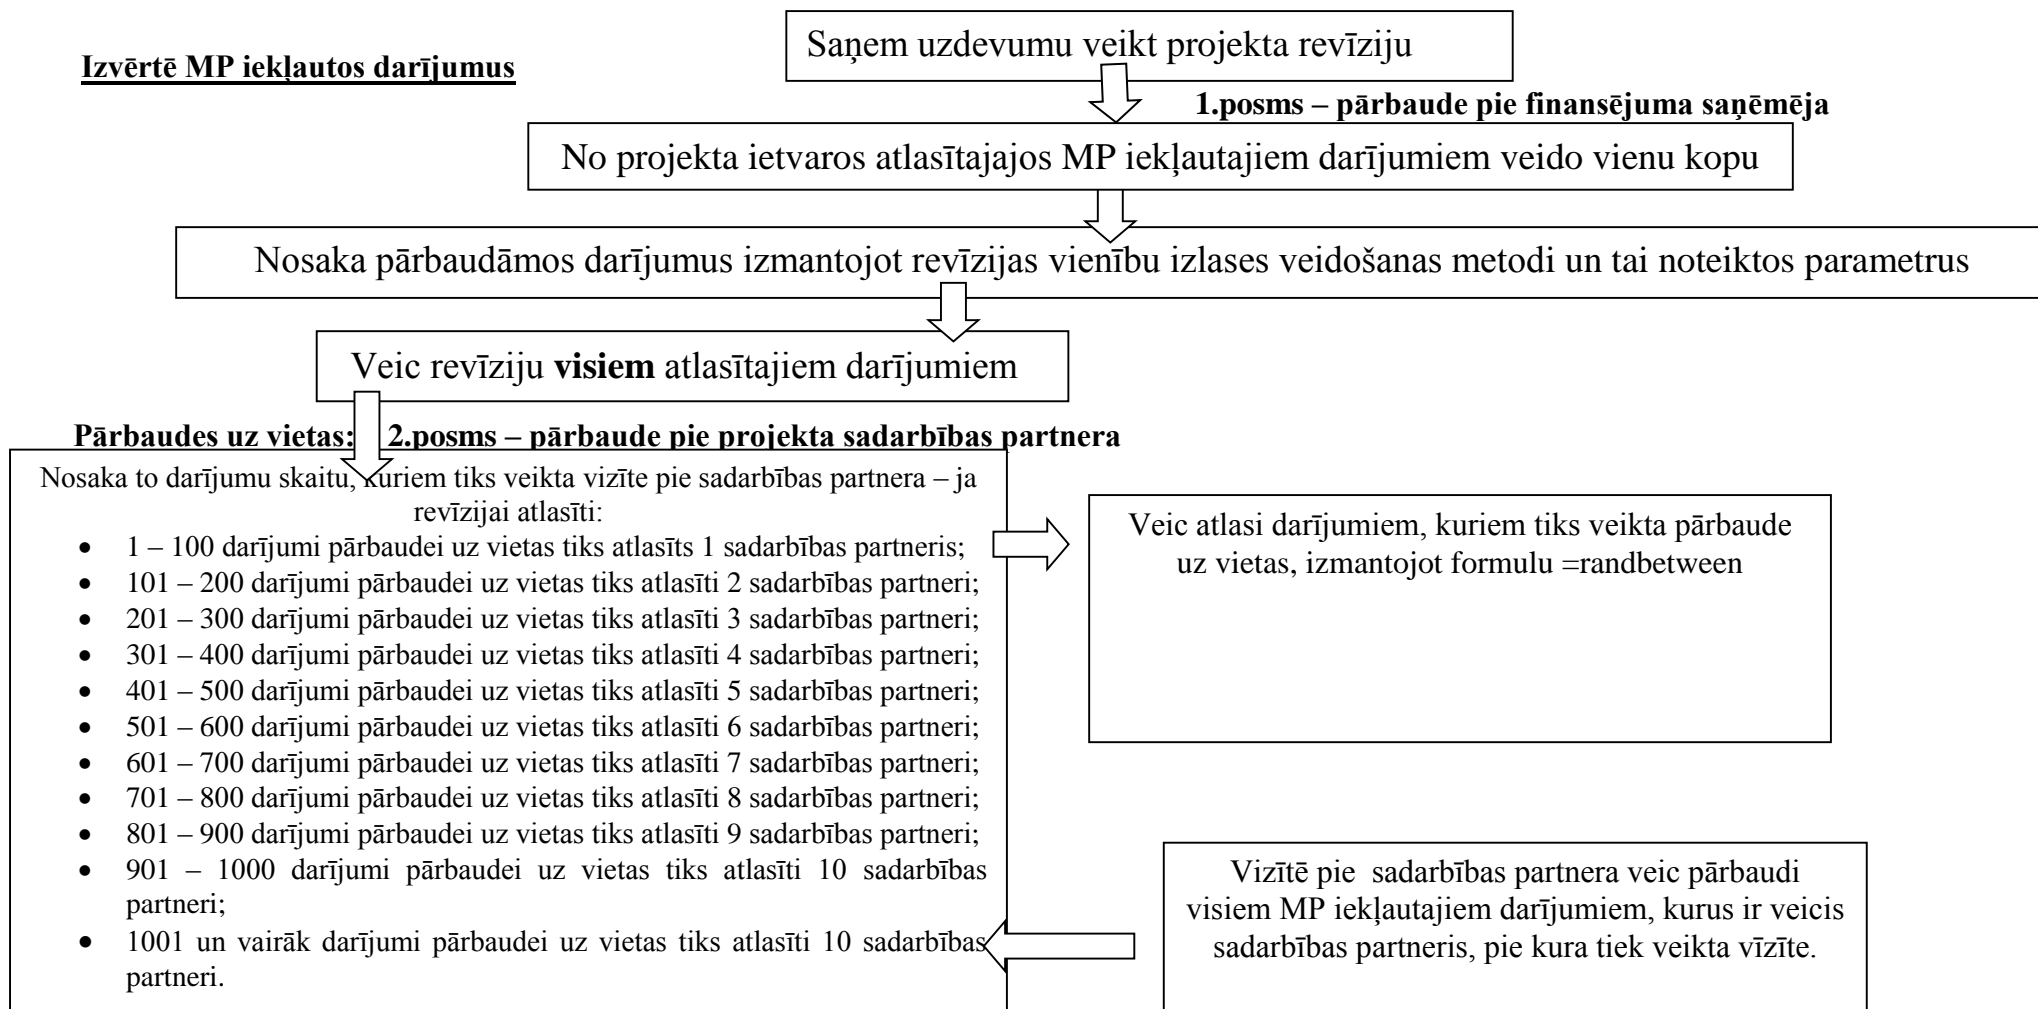 Saņem uzdevumu veikt projekta revīziju
Izvērtē MP iekļautos darījumus
1.posms – pārbaude pie finansējuma saņēmēja
No projekta ietvaros atlasītajajos MP iekļautajiem darījumiem veido vienu kopu
Nosaka pārbaudāmos darījumus izmantojot revīzijas vienību izlases veidošanas metodi un tai noteiktos parametrus
Veic revīziju visiem atlasītajiem darījumiem
Pārbaudes uz vietas: 2.posms – pārbaude pie projekta sadarbības partnera
Nosaka to darījumu skaitu, kuriem tiks veikta vizīte pie sadarbības partnera – ja
revīzijai atlasīti:
• 1 – 100 darījumi pārbaudei uz vietas tiks atlasīts 1 sadarbības partneris;
• 101 – 200 darījumi pārbaudei uz vietas tiks atlasīti 2 sadarbības partneri;
• 201 – 300 darījumi pārbaudei uz vietas tiks atlasīti 3 sadarbības partneri;
• 301 – 400 darījumi pārbaudei uz vietas tiks atlasīti 4 sadarbības partneri;
• 401 – 500 darījumi pārbaudei uz vietas tiks atlasīti 5 sadarbības partneri;
• 501 – 600 darījumi pārbaudei uz vietas tiks atlasīti 6 sadarbības partneri;
• 601 – 700 darījumi pārbaudei uz vietas tiks atlasīti 7 sadarbības partneri;
• 701 – 800 darījumi pārbaudei uz vietas tiks atlasīti 8 sadarbības partneri;
• 801 – 900 darījumi pārbaudei uz vietas tiks atlasīti 9 sadarbības partneri;
• 901 – 1000 darījumi pārbaudei uz vietas tiks atlasīti 10 sadarbības
partneri;
• 1001 un vairāk darījumi pārbaudei uz vietas tiks atlasīti 10 sadarbības
partneri.
Veic atlasi darījumiem, kuriem tiks veikta pārbaude
uz vietas, izmantojot formulu =randbetween
Vizītē pie sadarbības partnera veic pārbaudi
visiem MP iekļautajiem darījumiem, kurus ir veicis
sadarbības partneris, pie kura tiek veikta vīzīte.